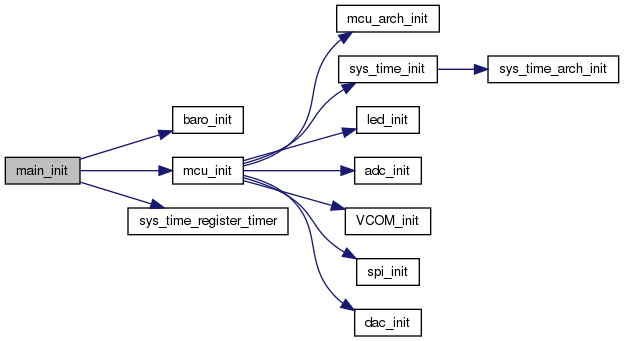 mcu_arch_init
sys_time_init
sys_time_arch_init
baro_init
led_init
main_init
mcu_init
adc_init
sys_time_register_timer
VCOM_init
spi_init
dac_init